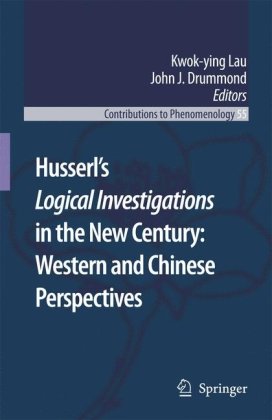 Kwok-ying Lau
John J. Drummond
Editors
Contributions to Phenomenology 55
Husserl's
Logical Investigations
in the New Century:
Western and Chinese
Perspectives
Springer